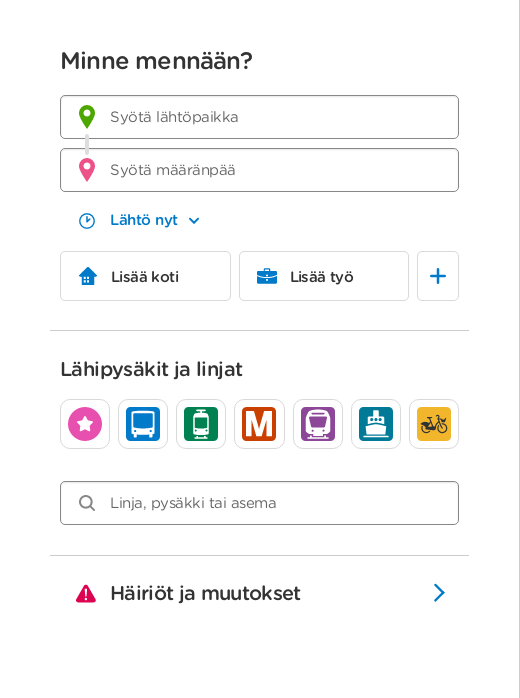 Minne mennään?
Syötä lähtöpaikka
Syötä määränpää
Lähtö nyt
Lisää koti
Lisää työ
Lähipysäkit ja linjat
M
Linja, pysäkki tai asema
Häiriöt ja muutokset